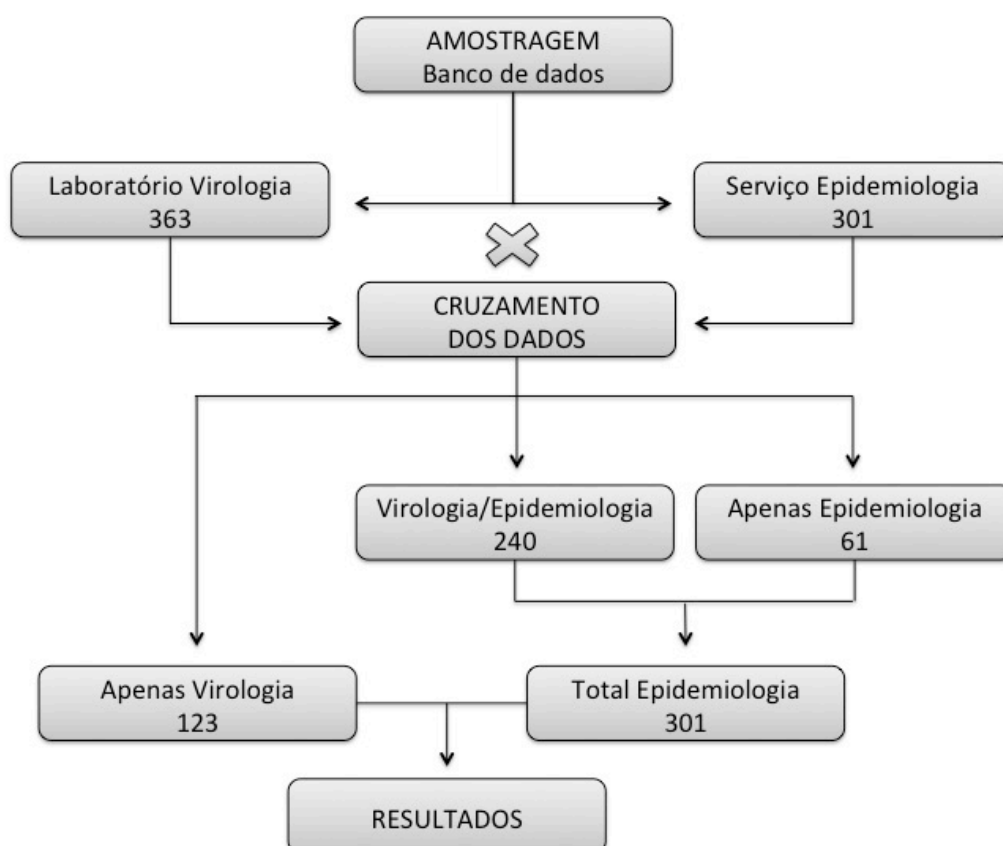 AMOSTRAGEM
Banco de dados
Laboratório Virologia
363
Serviço Epidemiologia
301
CRUZAMENTO
DOS DADOS
Virologia/Epidemiologia
240
Apenas Epidemiologia
61
Apenas Virologia
123
Total Epidemiologia
301
RESULTADOS